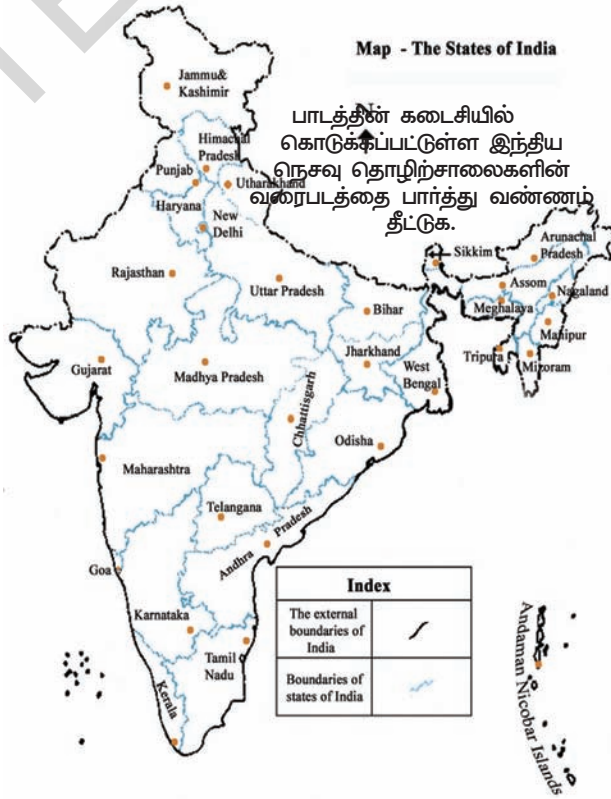 Map - The States of India
N
பாடத்தின் கடைசியில்
கொடுக்கப்பட்டுள்ள இந்திய
நெசவு தொழிற்சாலைகளின்
வரைபடத்தை பார்த்து வண்ணம்
தீட்டுக.
Jammu&
Kashimir
Himachal
Pradesh
Punjab
Utharakhand
Haryana
New
Delhi
Rajasthan
Uttar Pradesh
Sikkim
Arunachal
Pradesh
Assom
Nagaland
Meghalaya
Manipur
Tripura
Mizoram
Bihar
Jharkhand
West
Bengal
Gujarat
Madhya Pradesh
Chhattisgarh
Odisha
Maharashtra
Telangana
Andhra Pradesh
Goa
Karnataka
Tamil
Nadu
Kerala
Index
The external
boundaries of
India
Boundaries of
states of India
Andaman Nicobar Islands